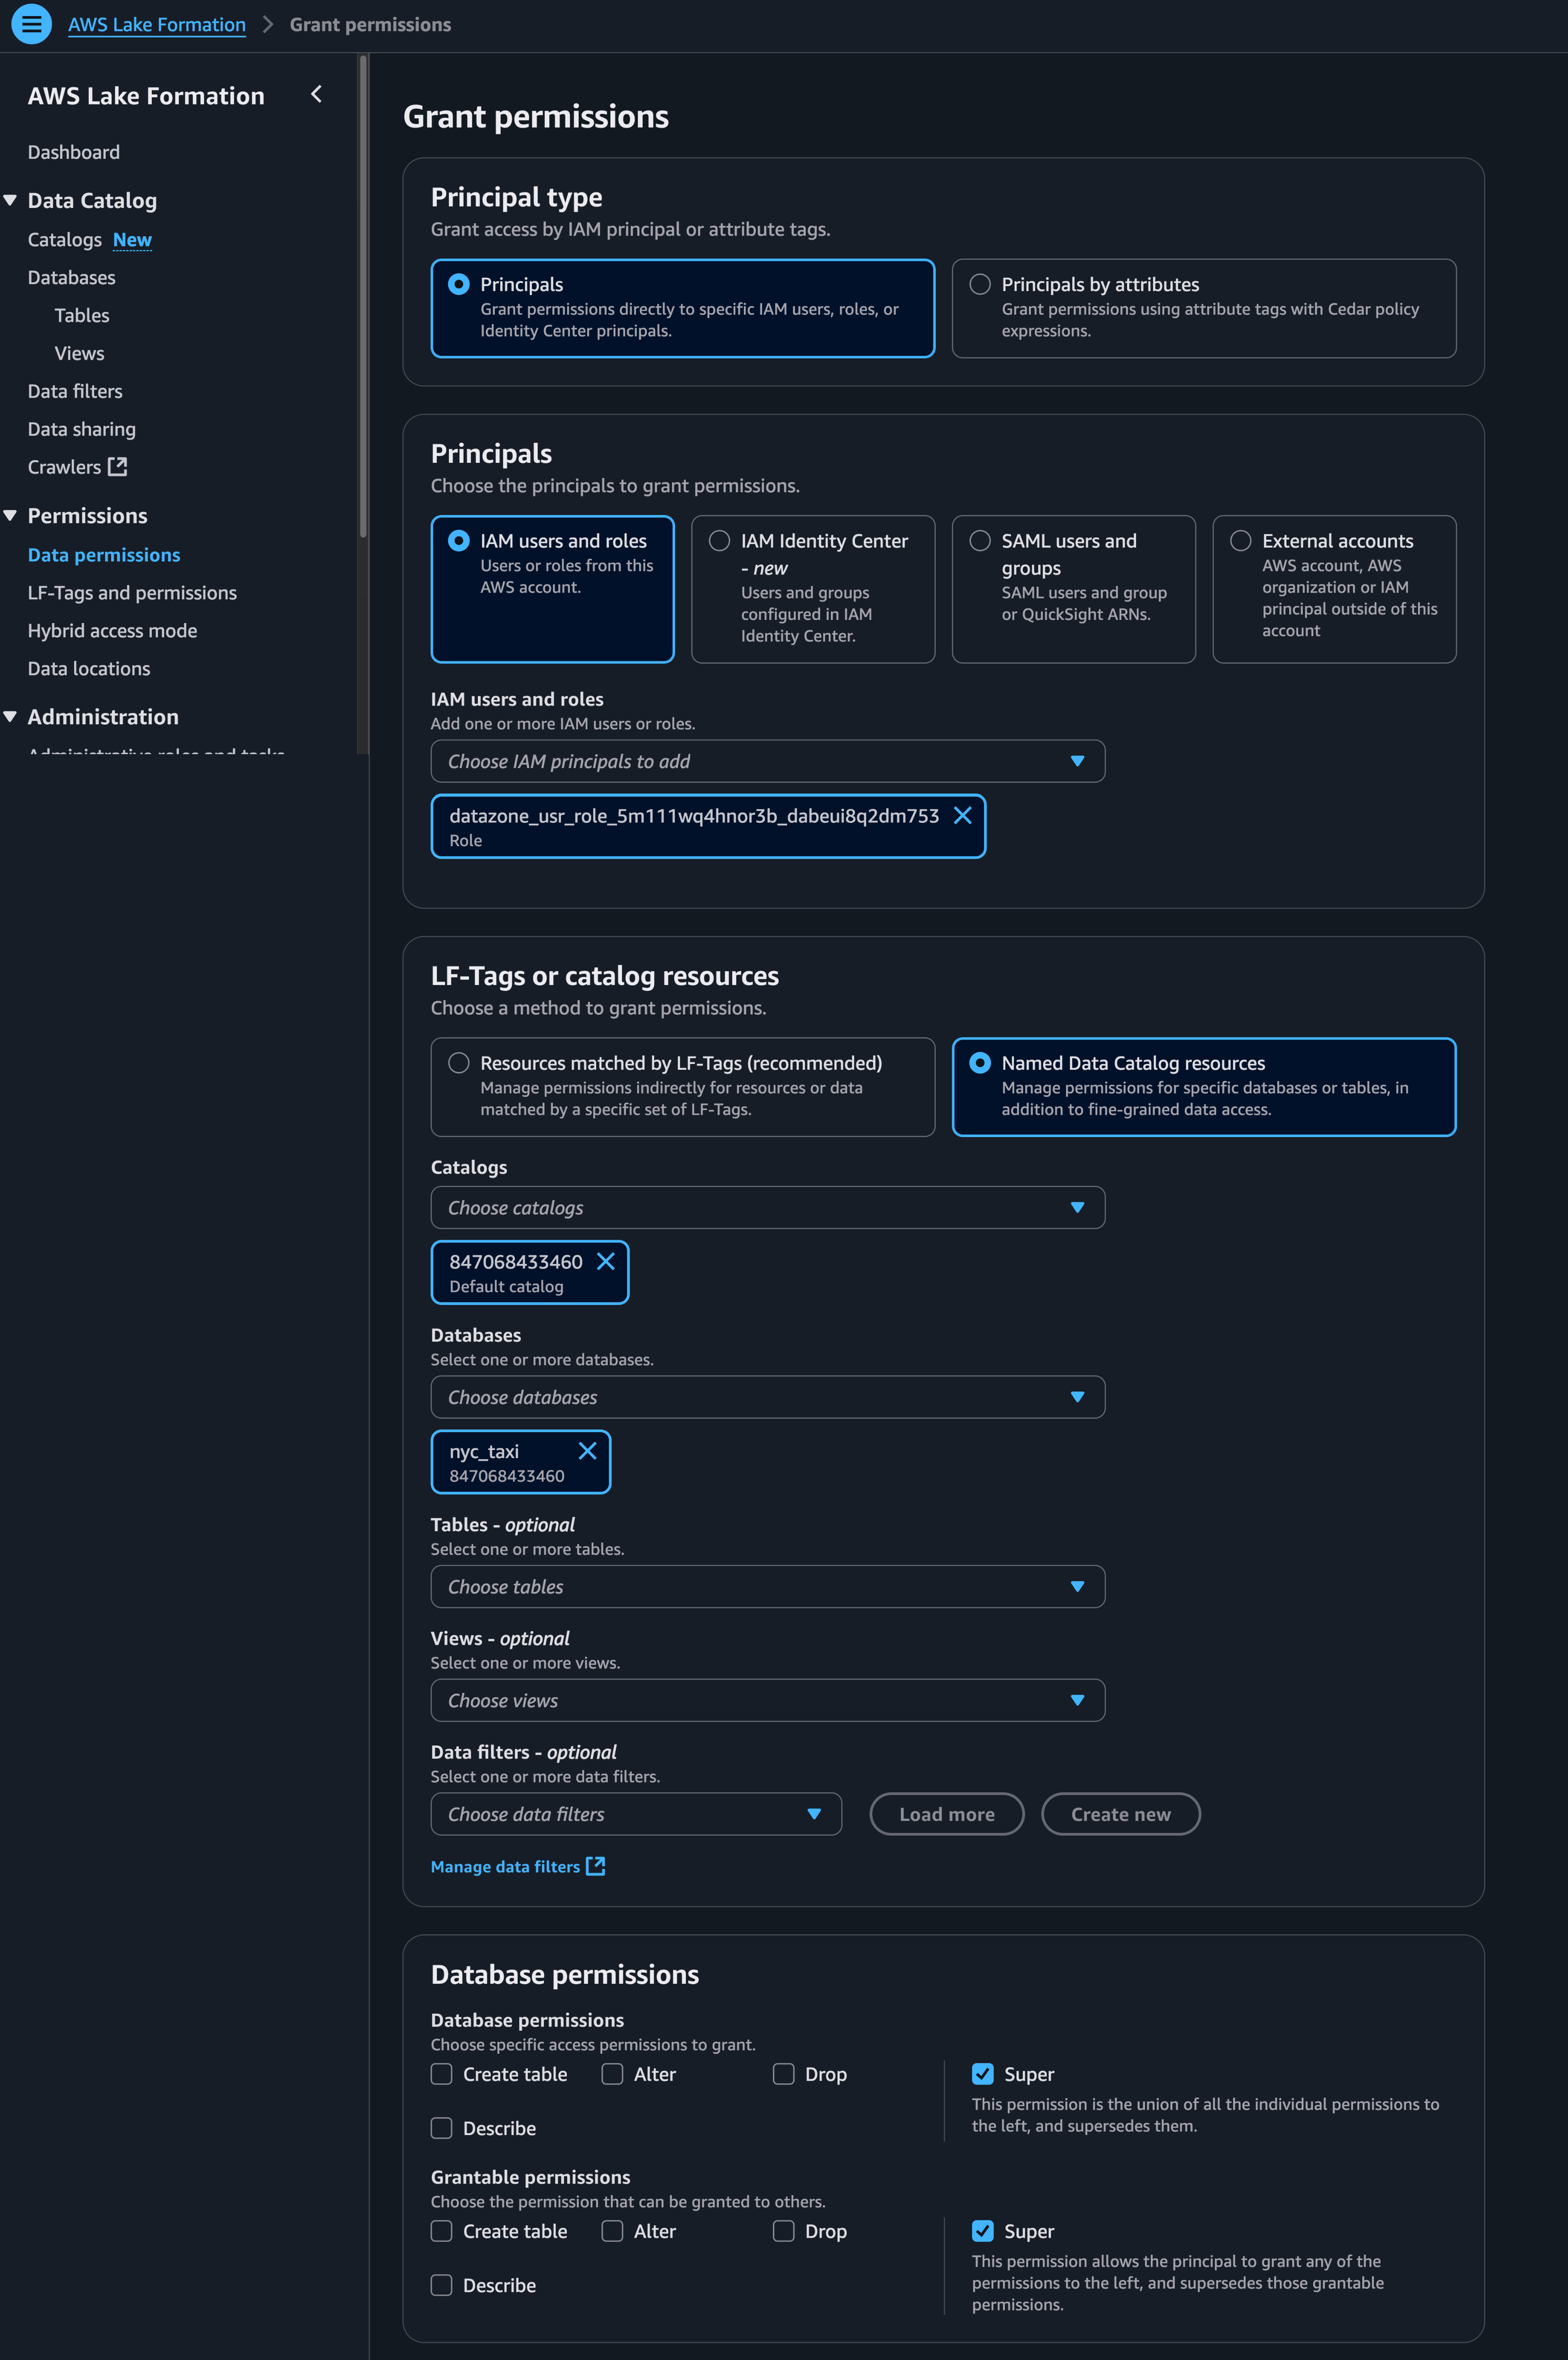 AWS Lake Formation > Grant permissions
AWS Lake Formation
Dashboard
Data Catalog
Catalogs New
Databases
Tables
Views
Data filters
Data sharing
Crawlers
Permissions
Data permissions
LF-Tags and permissions
Hybrid access mode
Data locations
Administration
Administrative roles and tasks
Grant permissions
Principal type
Grant access by IAM principal or attribute tags.
Principals
Grant permissions directly to specific IAM users, roles, or
Identity Center principals.
Principals by attributes
Grant permissions using attribute tags with Cedar policy
expressions.
Principals
Choose the principals to grant permissions.
IAM users and roles
Users or roles from this
AWS account.
IAM Identity Center
- new
Users and groups
configured in IAM
Identity Center.
SAML users and
groups
SAML users and group
or QuickSight ARNs.
External accounts
AWS account, AWS
organization or IAM
principal outside of this
account
IAM users and roles
Add one or more IAM users or roles.
Choose IAM principals to add
datazone_usr_role_5m111wq4hnor3b_dabeui8q2dm753
Role
LF-Tags or catalog resources
Choose a method to grant permissions.
Resources matched by LF-Tags (recommended)
Manage permissions indirectly for resources or data
matched by a specific set of LF-Tags.
Named Data Catalog resources
Manage permissions for specific databases or tables, in
addition to fine-grained data access.
Catalogs
Choose catalogs
847068433460
Default catalog
Databases
Select one or more databases.
Choose databases
nyc_taxi
847068433460
Tables - optional
Select one or more tables.
Choose tables
Views - optional
Select one or more views.
Choose views
Data filters - optional
Select one or more data filters.
Choose data filters
Load more
Create new
Manage data filters
Database permissions
Database permissions
Choose specific access permissions to grant.
Create table
Alter
Drop
Describe
Super
This permission is the union of all the individual permissions to
the left, and supersedes them.
Grantable permissions
Choose the permission that can be granted to others.
Create table
Alter
Drop
Describe
Super
This permission allows the principal to grant any of the
permissions to the left, and supersedes those grantable
permissions.